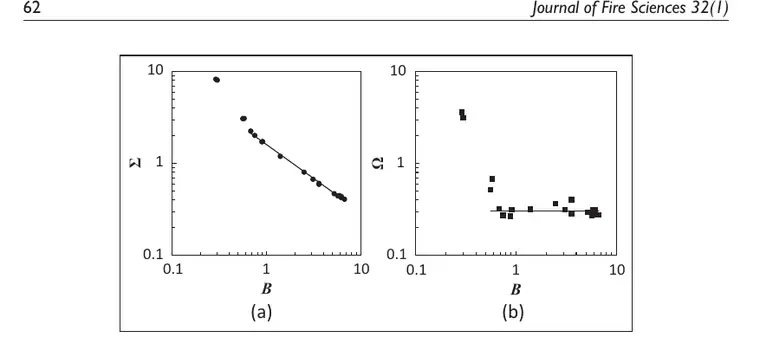 62 Journal of Fire Sciences 32(1)
10 10
Σ 1 Ω 1
0.1 0.1
0.1 1 10 0.1 1 10
B B
(a) (b)